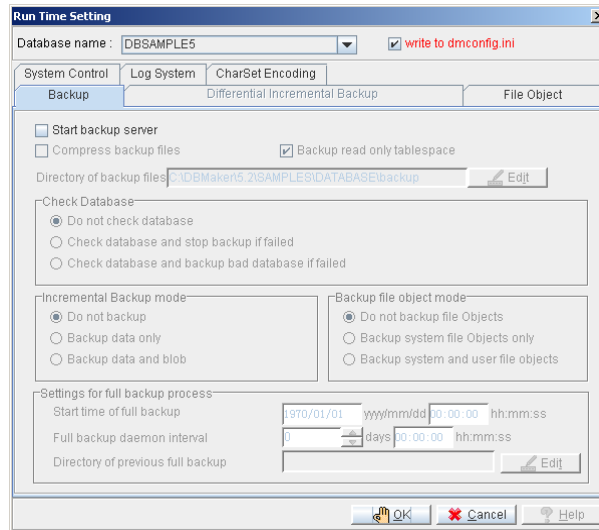 Run Time Setting
Database name : DBSAMPLE5 write to dmconfig.ini
System Control Log System CharSet Encoding
Backup Differential Incremental Backup File Object
Start backup server
Compress backup files Backup read only tablespace
Directory of backup files C:\DBMaker\5.2\SAMPLES\DATABASE\backup Edit
Check Database
Do not check database
Check database and stop backup if failed
Check database and backup bad database if failed
Incremental Backup mode
Do not backup
Backup data only
Backup data and blob
Backup file object mode
Do not backup file Objects
Backup system file Objects only
Backup system and user file objects
Settings for full backup process
Start time of full backup 1970/01/01 yyyy/mm/dd 00:00:00 hh:mm:ss
Full backup daemon interval 0 days 00:00:00 hh:mm:ss
Directory of previous full backup Edit
OK Cancel Help